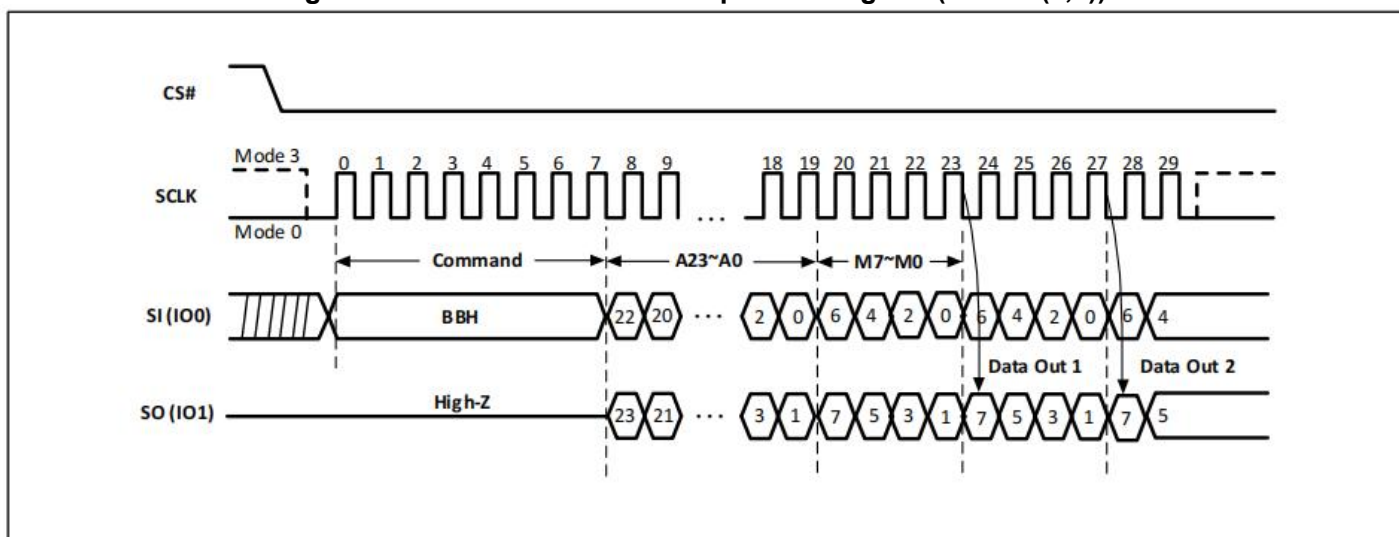 CS#
Mode 3
0 1 2 3 4 5 6 7 8 9 18 19 20 21 22 23 24 25 26 27 28 29
SCLK
...
Mode 0
Command A23~A0 M7~M0
SI (IO0) BBH 22 20 ... 2 0 6 4 2 0 6 4 2 0 6 4
Data Out 1 Data Out 2
SO (IO1) High-Z 23 21 ... 3 1 7 5 3 1 7 5 3 1 7 5